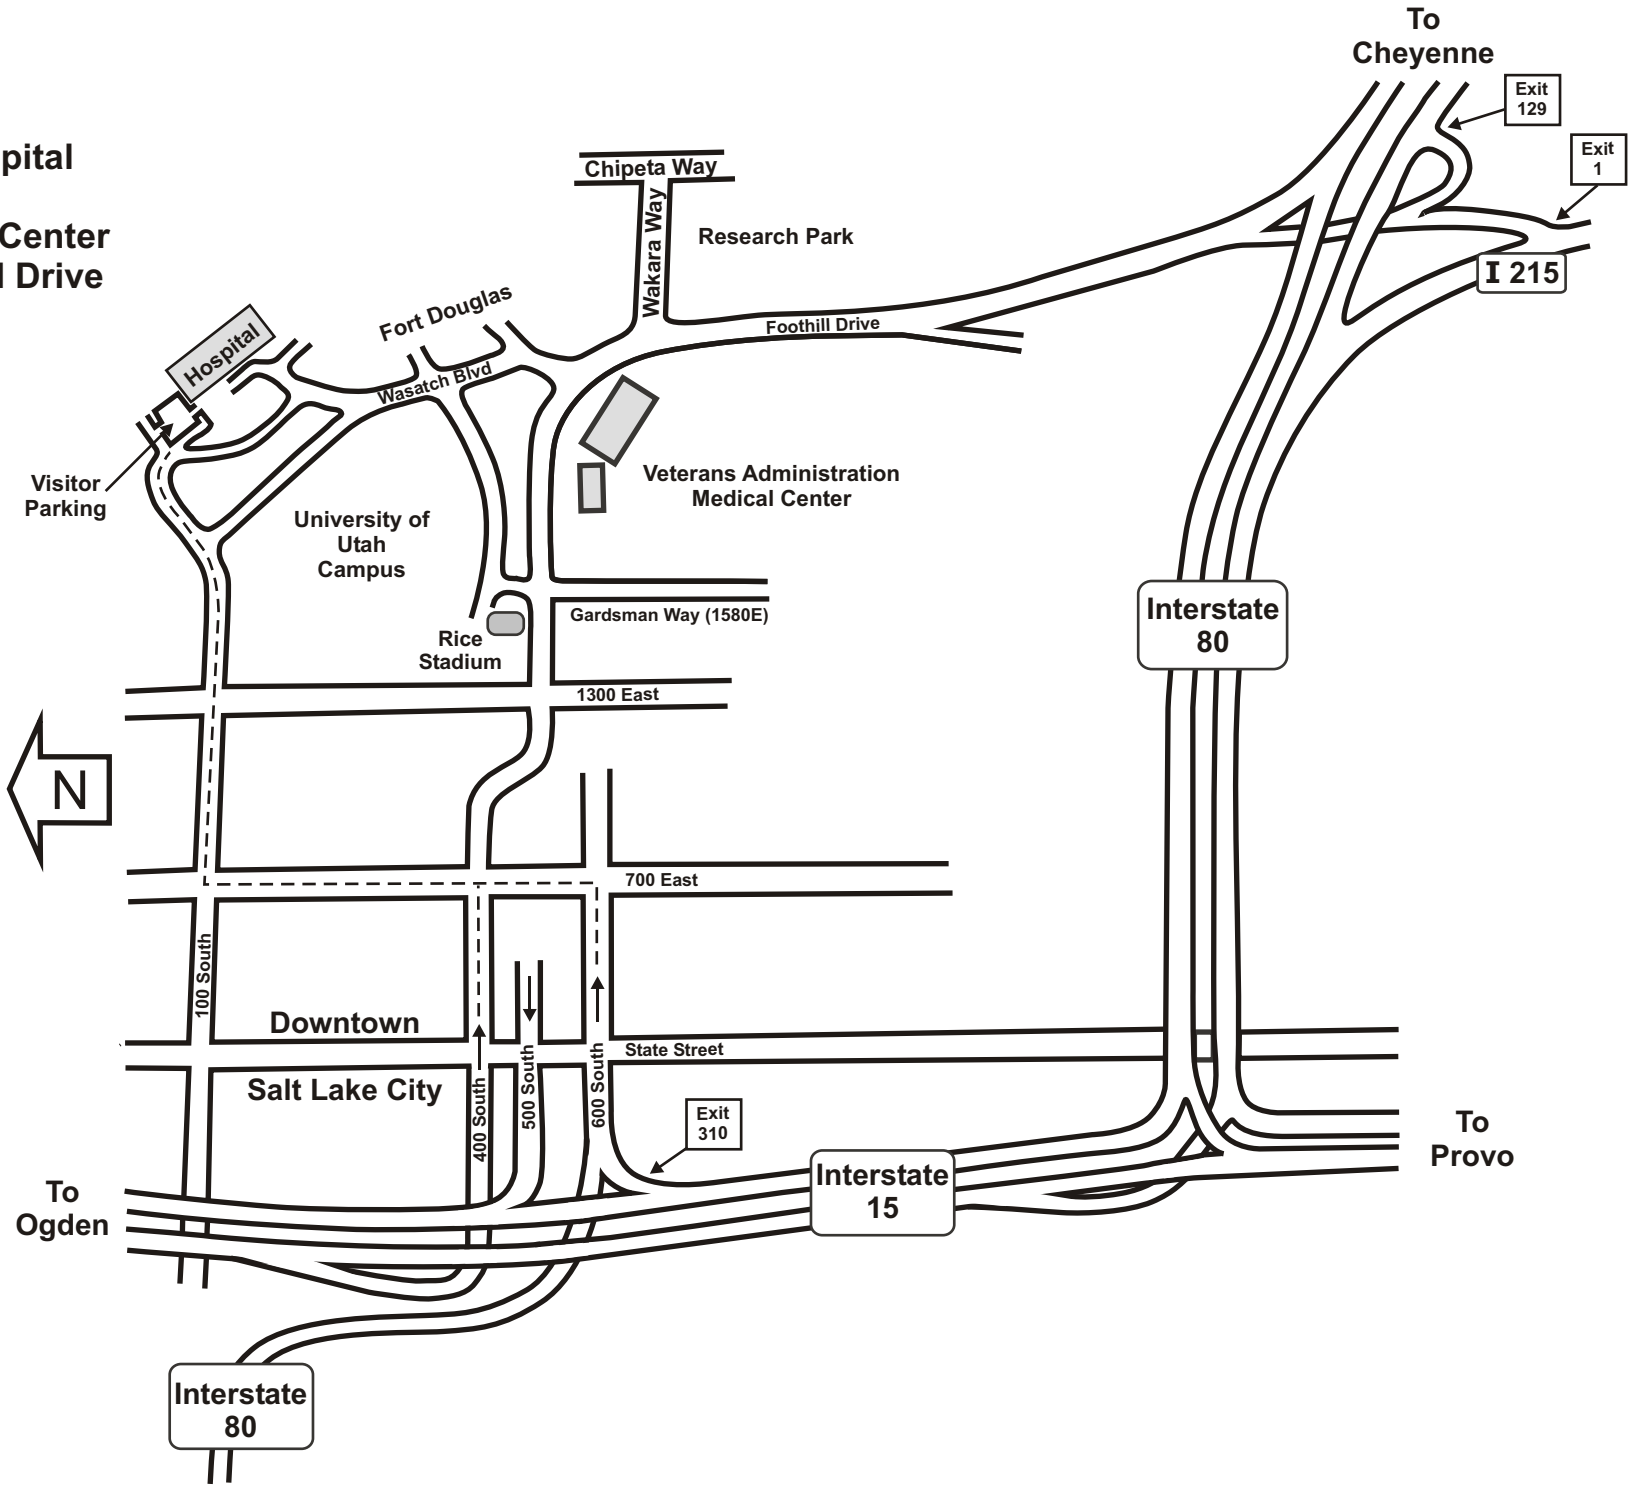 To
Cheyenne
Exit
129
Exit
1
pital
Center
Drive
Chipeta Way
Wakara Way
Research Park
I 215
Fort Douglas
Hospital
Foothill Drive
Wasatch Blvd
Visitor
Parking
Veterans Administration
Medical Center
University of
Utah
Campus
Interstate
80
Gardsman Way (1580E)
Rice
Stadium
1300 East
N
700 East
100 South
Downtown
State Street
Salt Lake City
400 South
500 South
600 South
Exit
310
To
Provo
Interstate
15
To
Ogden
Interstate
80